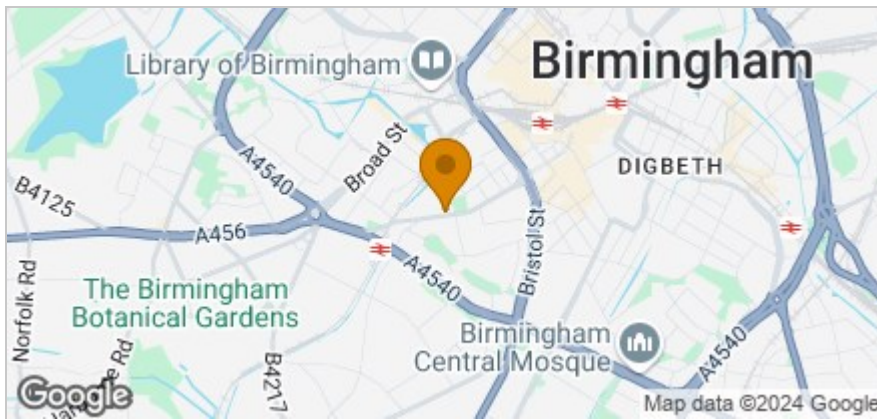 Library of Birmingham
Birmingham
Broad St
A4540
DIGBETH
B4125
A456
Bristol St
A4540
The Birmingham
Botanical Gardens
Norfolk Rd
Birmingham
Central Mosque
A4540
B4217
Google
Map data ©2024 Google